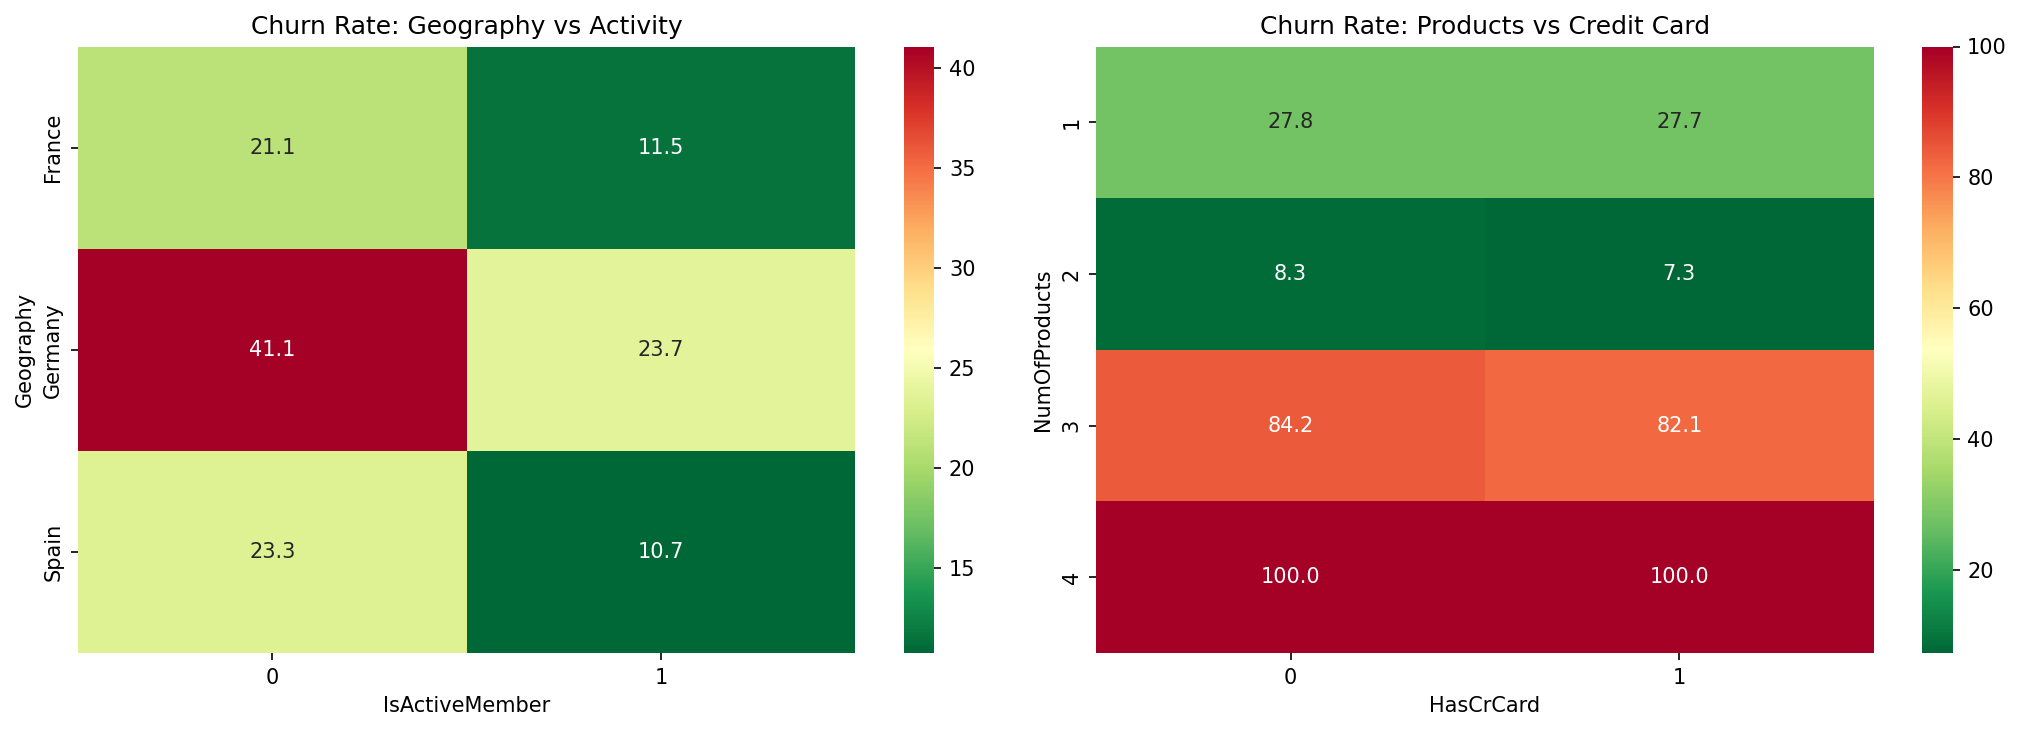 Churn Rate: Geography vs Activity
Geography
France
Germany
Spain
21.1 11.5
41.1 23.7
23.3 10.7
0 1
IsActiveMember
40
35
30
25
20
15
Churn Rate: Products vs Credit Card
NumOfProducts
1
2
3
4
27.8 27.7
8.3 7.3
84.2 82.1
100.0 100.0
0 1
HasCrCard
100
80
60
40
20